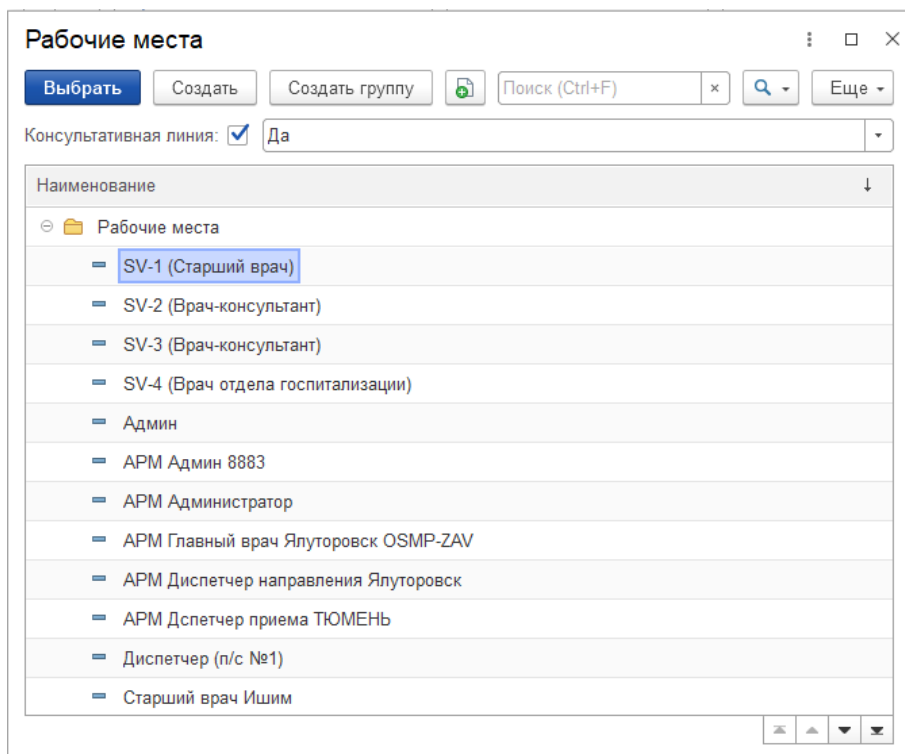 Рабочие места
Выбрать Создать Создать группу Поиск (Ctrl+F) × Еще
Консультативная линия: Да
Наименование ↓
Рабочие места
SV-1 (Старший врач)
SV-2 (Врач-консультант)
SV-3 (Врач-консультант)
SV-4 (Врач отдела госпитализации)
Админ
АРМ Админ 8883
АРМ Администратор
АРМ Главный врач Ялуторовск OSMP-ZAV
АРМ Диспетчер направления Ялуторовск
АРМ Дспетчер приема ТЮМЕНЬ
Диспетчер (п/с №1)
Старший врач Ишим